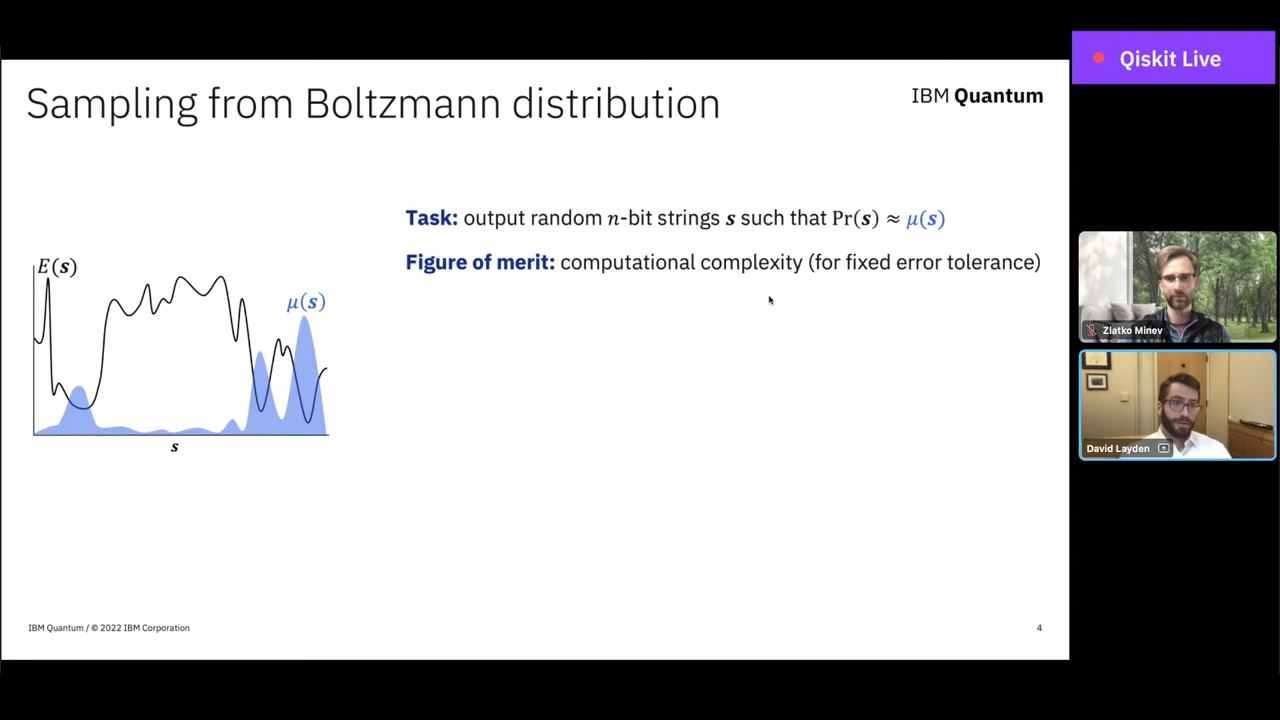 Sampling from Boltzmann distribution
IBM Quantum
Qiskit Live
Task: output random n-bit strings s such that Pr(s) ≈ μ(s)
Figure of merit: computational complexity (for fixed error tolerance)
E(s)
μ(s)
s
Zlatko Minev
David Layden
IBM Quantum / © 2022 IBM Corporation
4